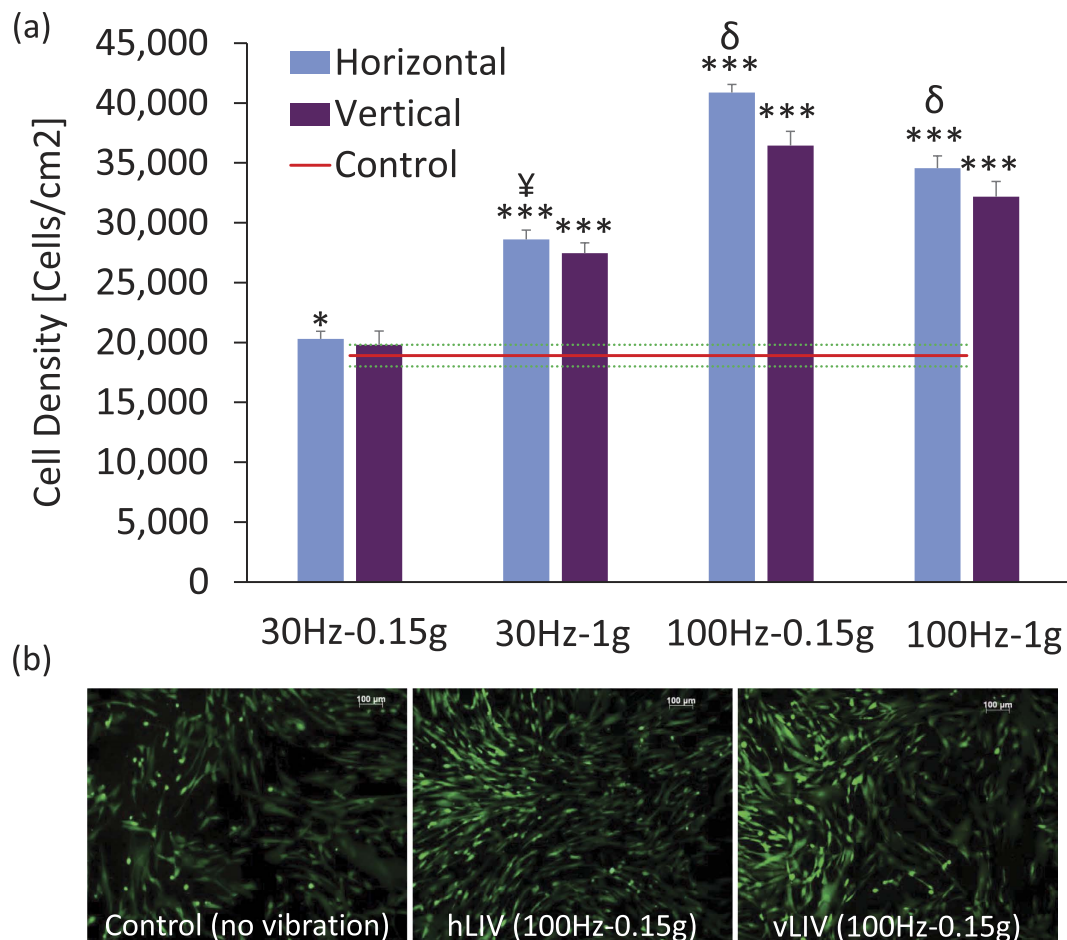 (a)
45,000
40,000
35,000
30,000
25,000
20,000
15,000
10,000
5,000
0
Cell Density [Cells/cm2]
Horizontal
Vertical
Control
*
¥
***
***
δ
***
***
δ
***
***
30Hz-0.15g
30Hz-1g
100Hz-0.15g
100Hz-1g
(b)
100 µm
100 µm
100 µm
Control (no vibration)
hLIV (100Hz-0.15g)
vLIV (100Hz-0.15g)